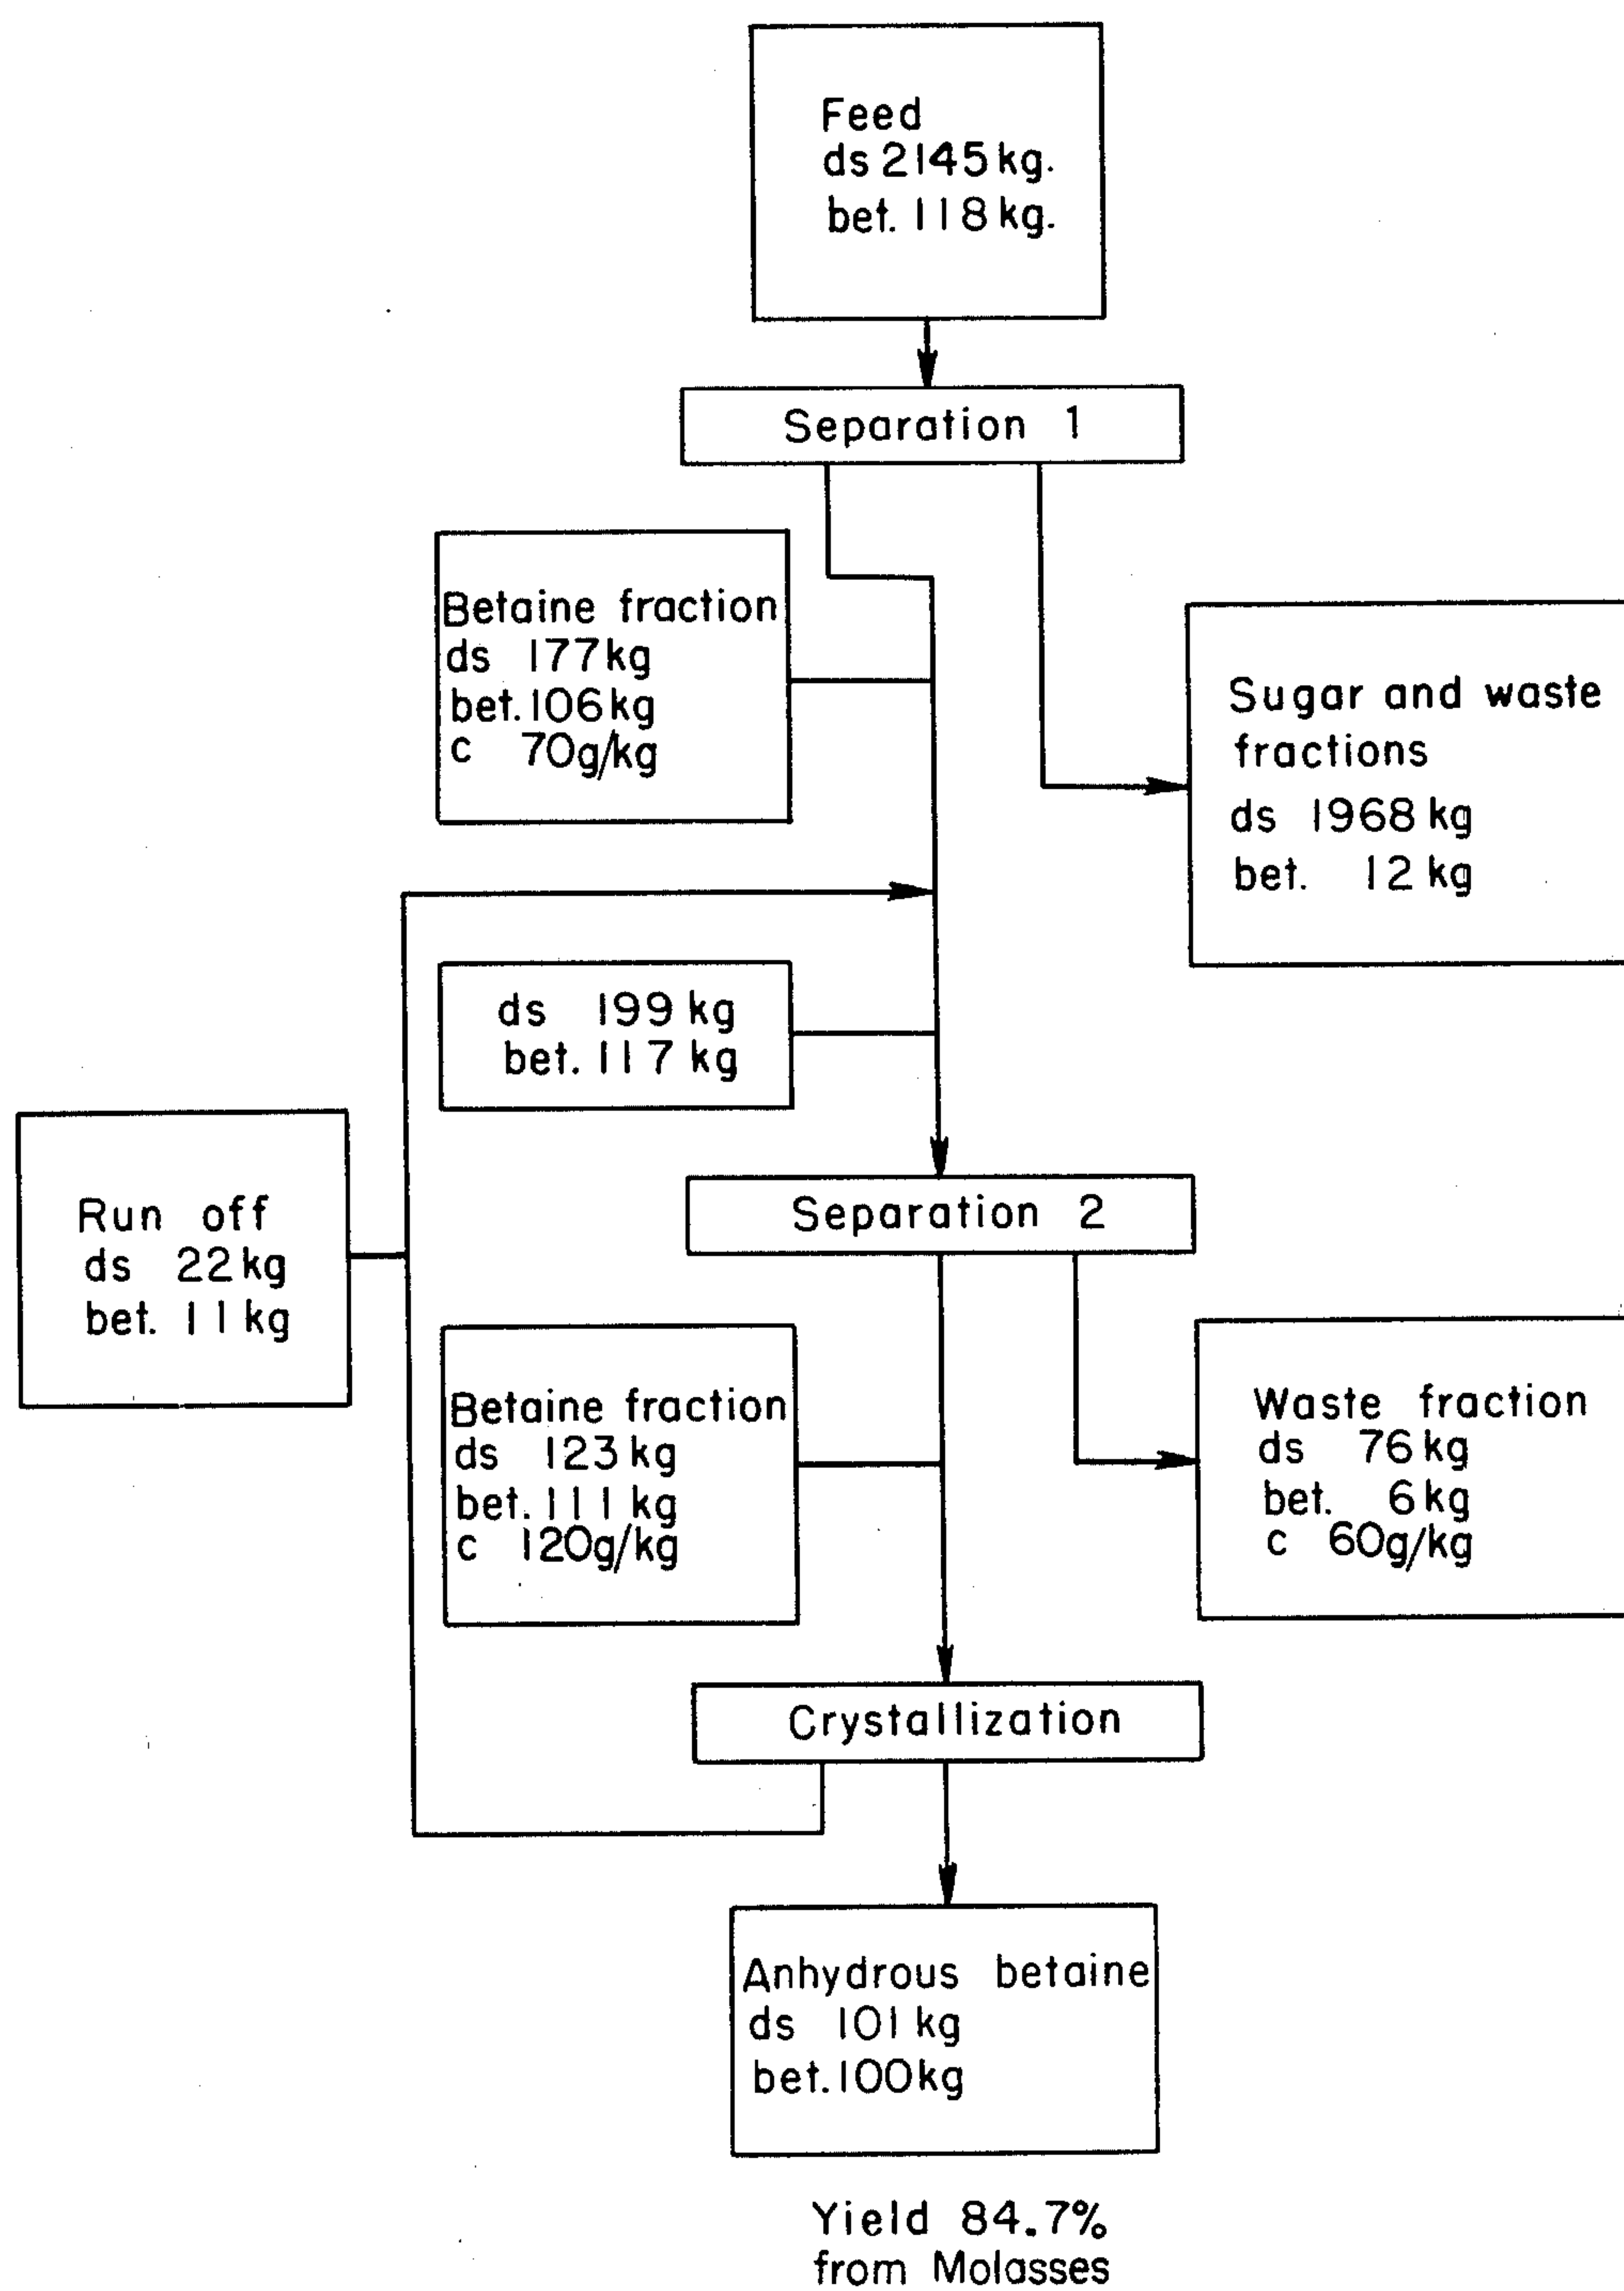 Feed
ds 2145 kg.
bet. 118 kg.
Separation 1
Betaine fraction
ds 177 kg
bet. 106 kg
c 70g/kg
Sugar and waste
fractions
ds 1968 kg
bet. 12 kg
ds 199 kg
bet. 117 kg
Run off
ds 22 kg
bet. 11 kg
Separation 2
Betaine fraction
ds 123 kg
bet. 111 kg
c 120g/kg
Waste fraction
ds 76 kg
bet. 6 kg
c 60g/kg
Crystallization
Anhydrous betaine
ds 101 kg
bet. 100 kg
Yield 84.7%
from Molasses